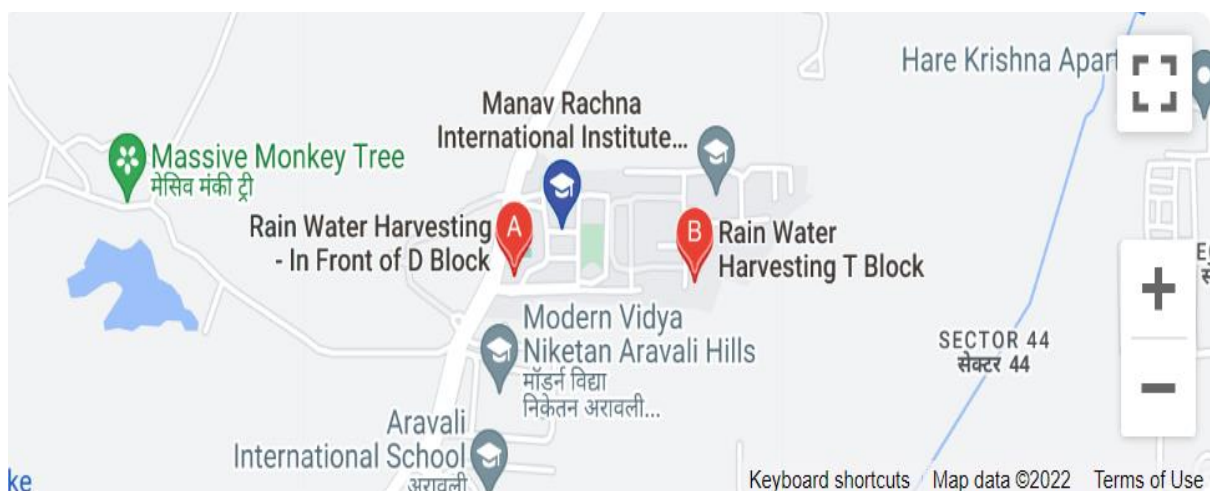 Hare Krishna Apart
Manav Rachna
International Institute...
Massive Monkey Tree
मेसिव मंकी ट्री
Rain Water Harvesting
- In Front of D Block
A
B
Rain Water
Harvesting T Block
Modern Vidya
Niketan Aravali Hills
मॉडर्न विद्या
निकेतन अरावली...
SECTOR 44
सेक्टर 44
Aravali
International School
अरावली
ke
Keyboard shortcuts
Map data ©2022
Terms of Use